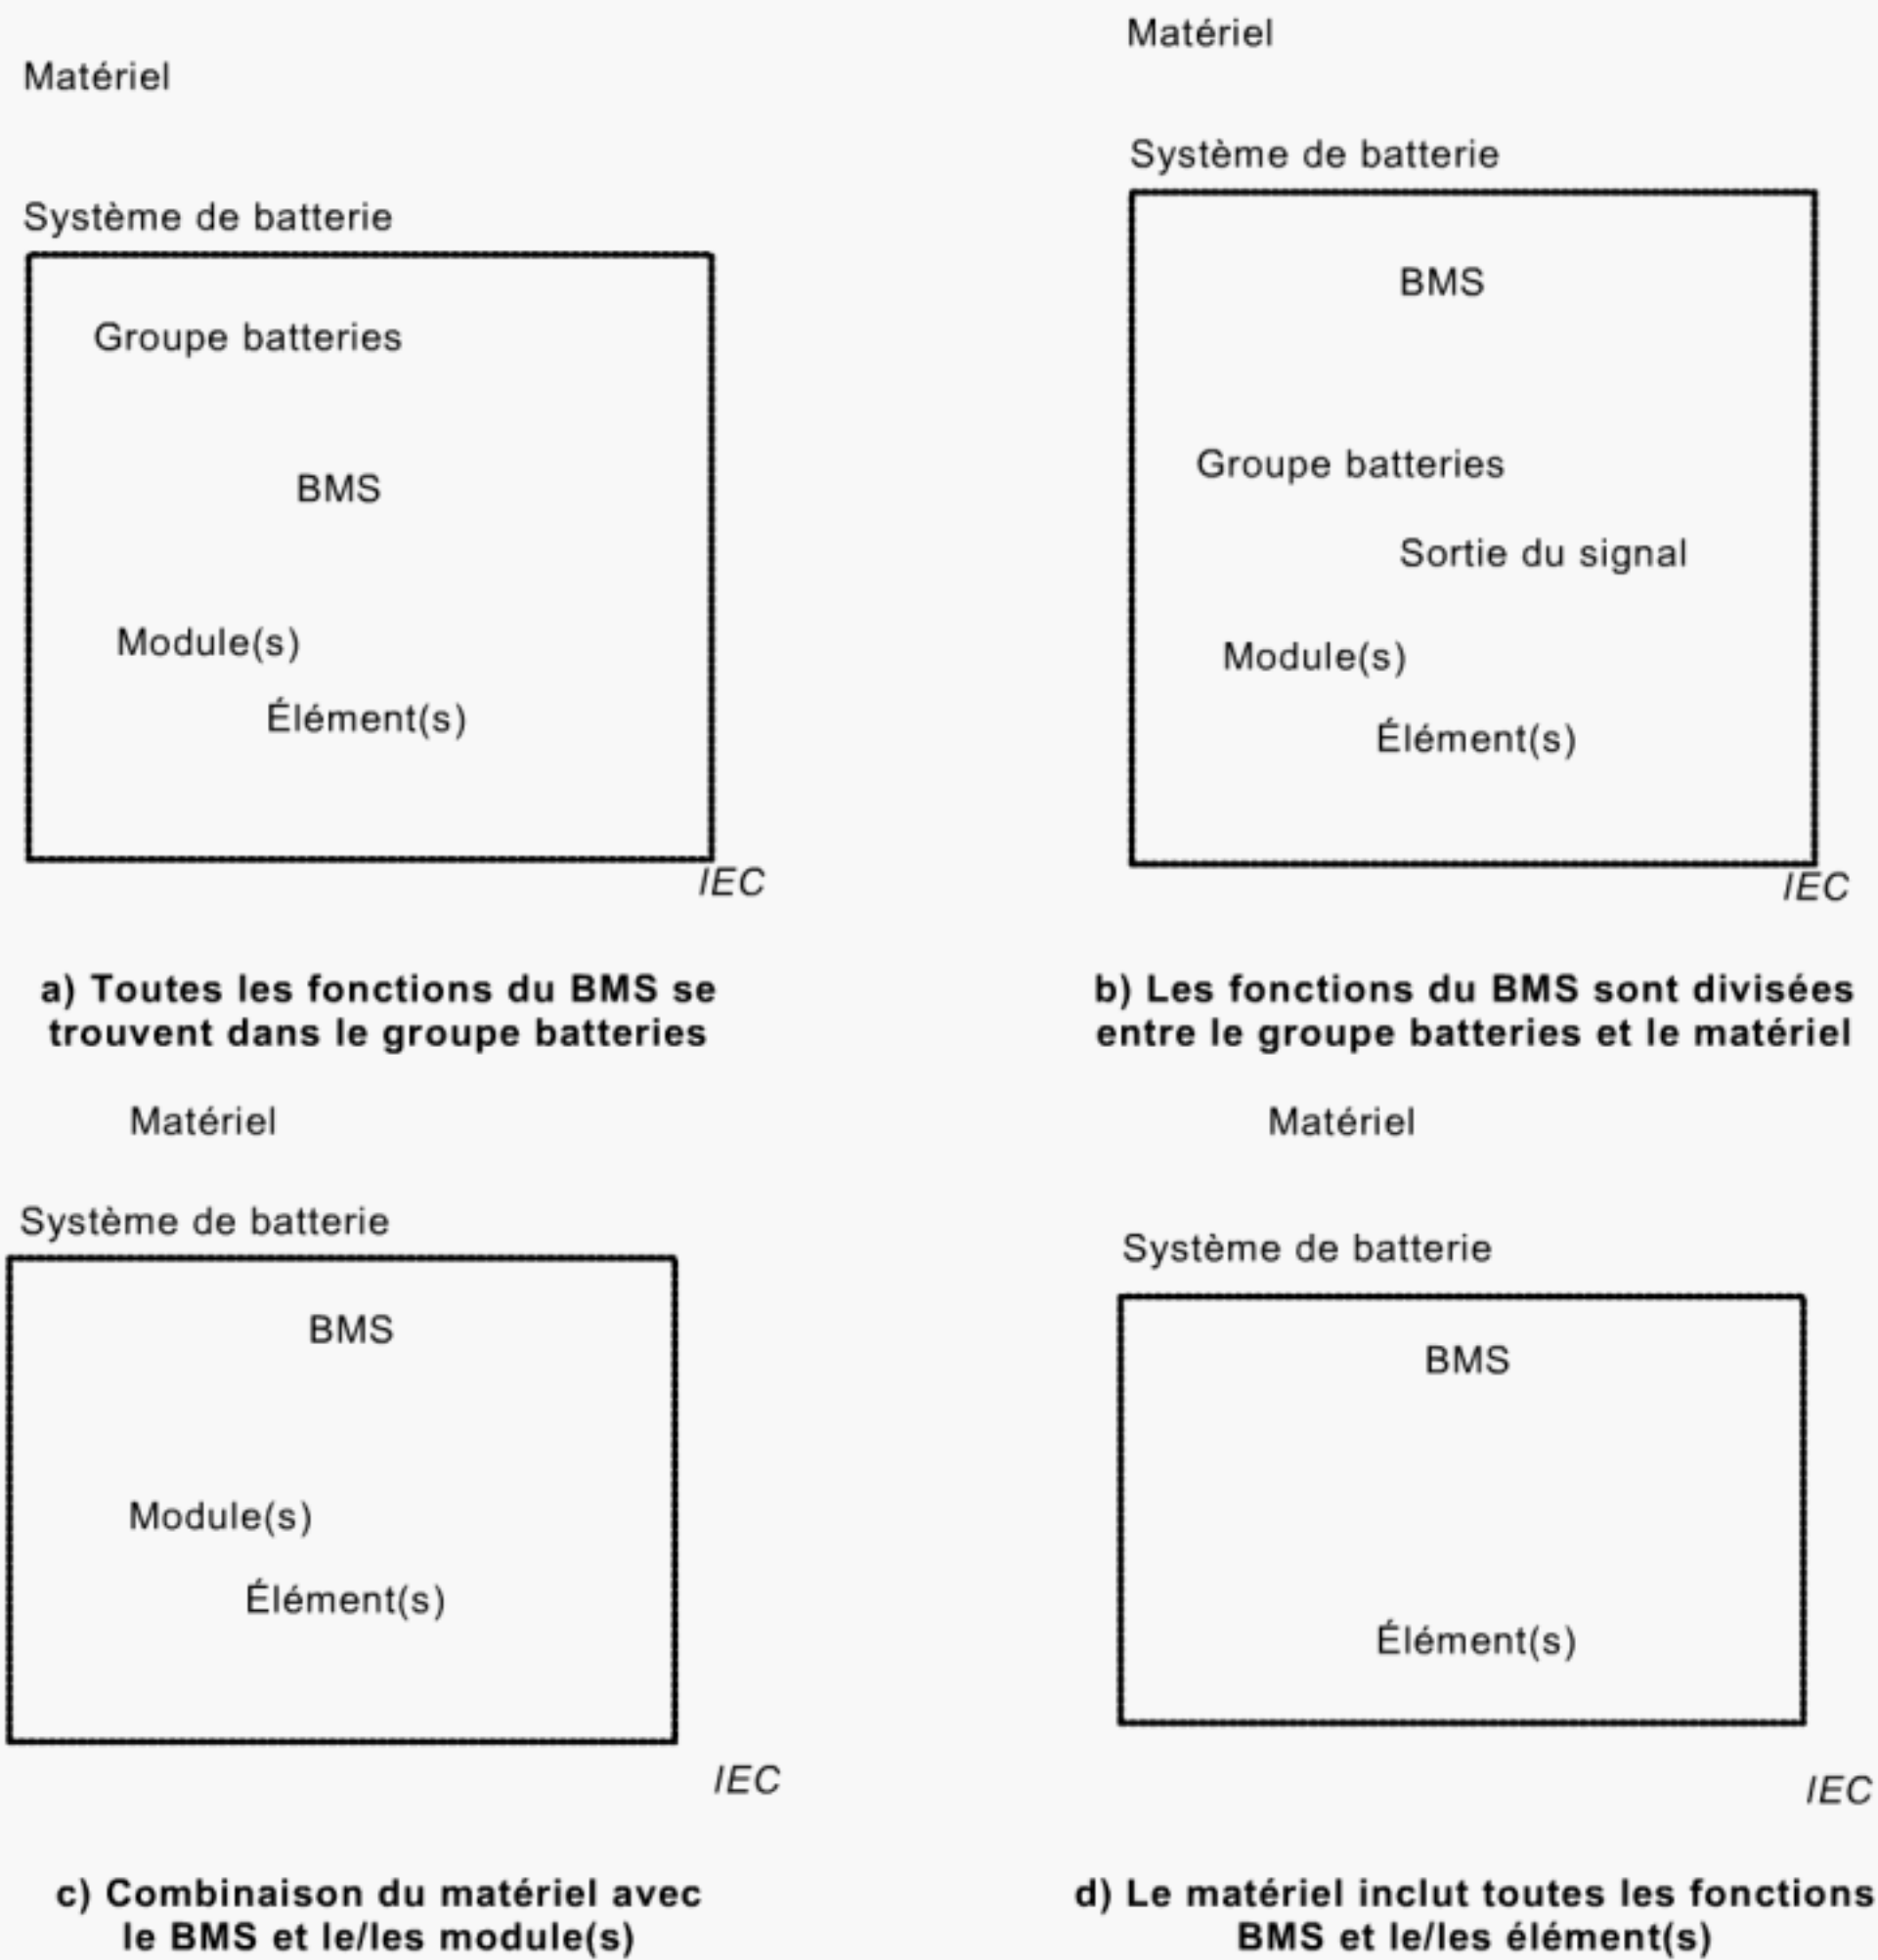 Matériel
Système de batterie
Groupe batteries
BMS
Module(s)
Élément(s)
IEC
a) Toutes les fonctions du BMS se
trouvent dans le groupe batteries
Matériel
Système de batterie
BMS
Groupe batteries
Sortie du signal
Module(s)
Élément(s)
IEC
b) Les fonctions du BMS sont divisées
entre le groupe batteries et le matériel
Matériel
Système de batterie
BMS
Module(s)
Élément(s)
IEC
c) Combinaison du matériel avec
le BMS et le/les module(s)
Matériel
Système de batterie
BMS
Élément(s)
IEC
d) Le matériel inclut toutes les fonctions
BMS et le/les élément(s)